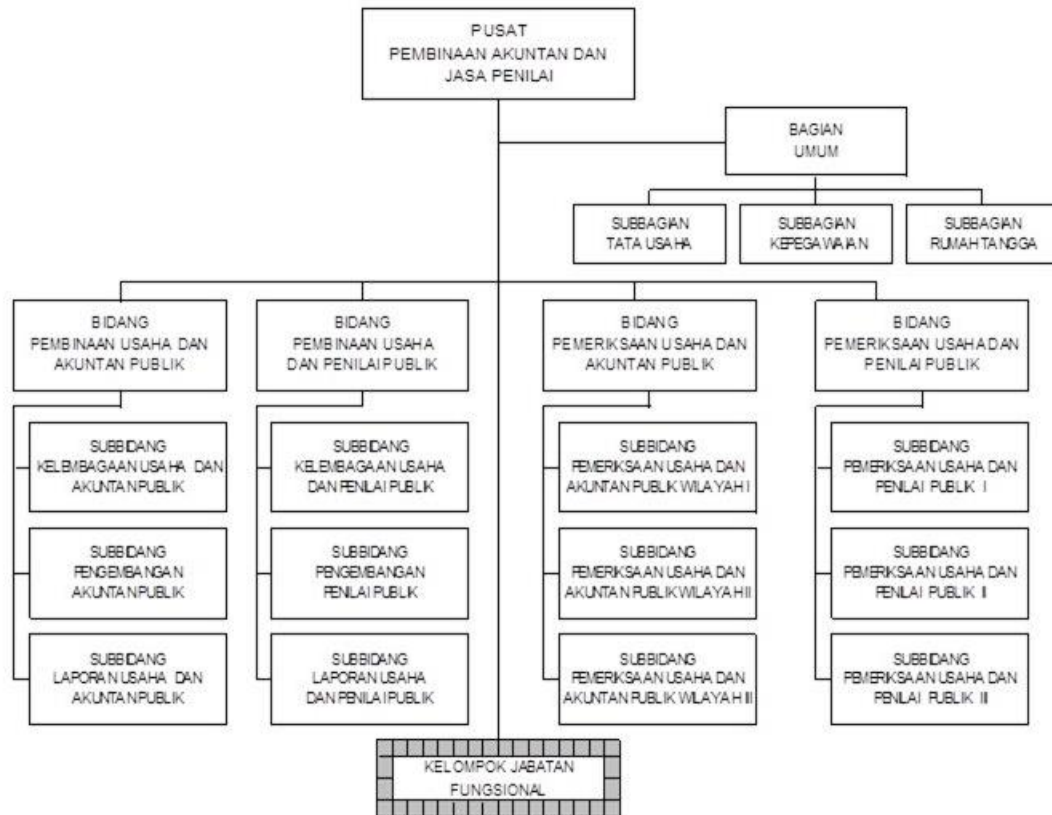 PUSAT
PEMBINAAN AKUNTAN DAN
JASA PENILAI
BAGIAN
UMUM
SUBBAGIAN
TATA USAHA
SUBBAGIAN
KEPEGAWAIAN
SUBBAGIAN
RUMAH TANGGA
BIDANG
PEMBINAAN USAHA DAN
AKUNTAN PUBLIK
BIDANG
PEMBINAAN USAHA
DAN PENILAI PUBLIK
BIDANG
PEMERIKSAAN USAHA DAN
AKUNTAN PUBLIK
BIDANG
PEMERIKSAAN USAHA DAN
PENILAI PUBLIK
SUBBIDANG
KELEMBAGAAN USAHA DAN
AKUNTAN PUBLIK
SUBBIDANG
KELEMBAGAAN USAHA
DAN PENILAI PUBLIK
SUBBIDANG
PEMERIKSAAN USAHA DAN
AKUNTAN PUBLIK WILAYAH I
SUBBIDANG
PEMERIKSAAN USAHA DAN
PENILAI PUBLIK I
SUBBIDANG
PENGEMBANGAN
AKUNTAN PUBLIK
SUBBIDANG
PENGEMBANGAN
PENILAI PUBLIK
SUBBIDANG
PEMERIKSAAN USAHA DAN
AKUNTAN PUBLIK WILAYAH II
SUBBIDANG
PEMERIKSAAN USAHA DAN
PENILAI PUBLIK II
SUBBIDANG
LAPORAN USAHA DAN
AKUNTAN PUBLIK
SUBBIDANG
LAPORAN USAHA
DAN PENILAI PUBLIK
SUBBIDANG
PEMERIKSAAN USAHA DAN
AKUNTAN PUBLIK WILAYAH III
SUBBIDANG
PEMERIKSAAN USAHA DAN
PENILAI PUBLIK III
KELOMPOK JABATAN
FUNGSIONAL